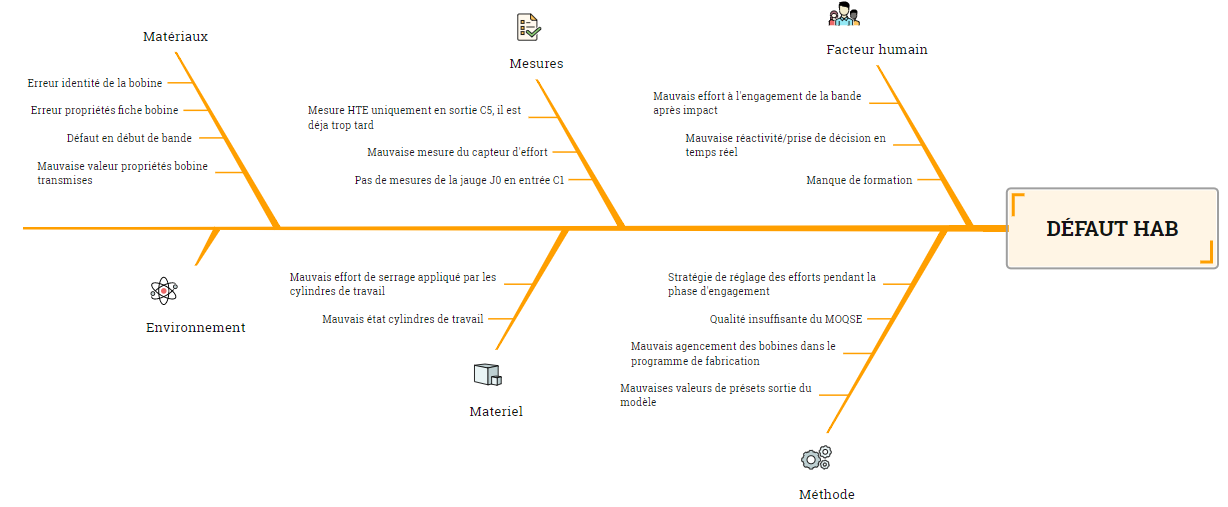 Matériaux
Erreur identité de la bobine
Erreur propriétés fiche bobine
Défaut en début de bande
Mauvaise valeur propriétés bobine
transmises
Mesures
Mesure HTE uniquement en sortie C5, il est
déja trop tard
Mauvaise mesure du capteur d'effort
Pas de mesures de la jauge J0 en entrée C1
Facteur humain
Mauvais effort à l'engagement de la bande
après impact
Mauvaise réactivité/prise de décision en
temps réel
Manque de formation
DÉFAUT HAB
Environnement
Mauvais effort de serrage appliqué par les
cylindres de travail
Mauvais état cylindres de travail
Materiel
Stratégie de réglage des efforts pendant la
phase d'engagement
Qualité insuffisante du MOQSE
Mauvais agencement des bobines dans le
programme de fabrication
Mauvaises valeurs de présets sortie du
modèle
Méthode